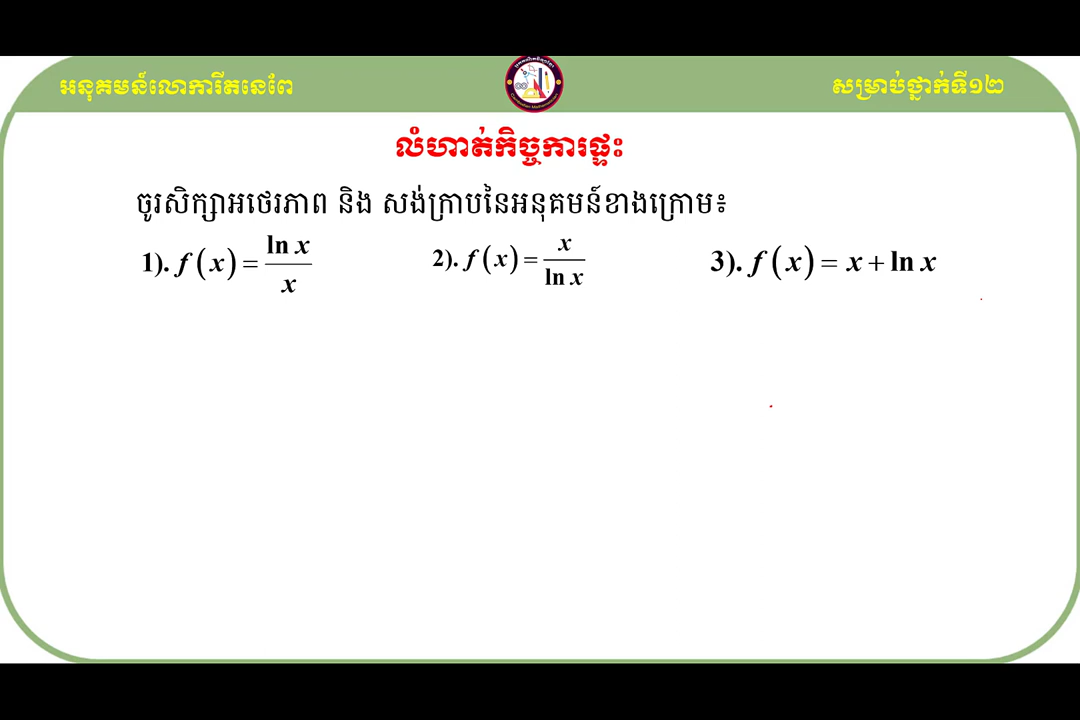 អនុគមន៍លោការីតនេពែ
សម្រាប់ថ្នាក់ទី១២
លំហាត់កិច្ចការផ្ទះ
ចូរសិក្សាអថេរភាព និង សង់ក្រាបនៃអនុគមន៍ខាងក្រោម៖
1). f(x) = ln x / x
2). f(x) = x / ln x
3). f(x) = x + ln x